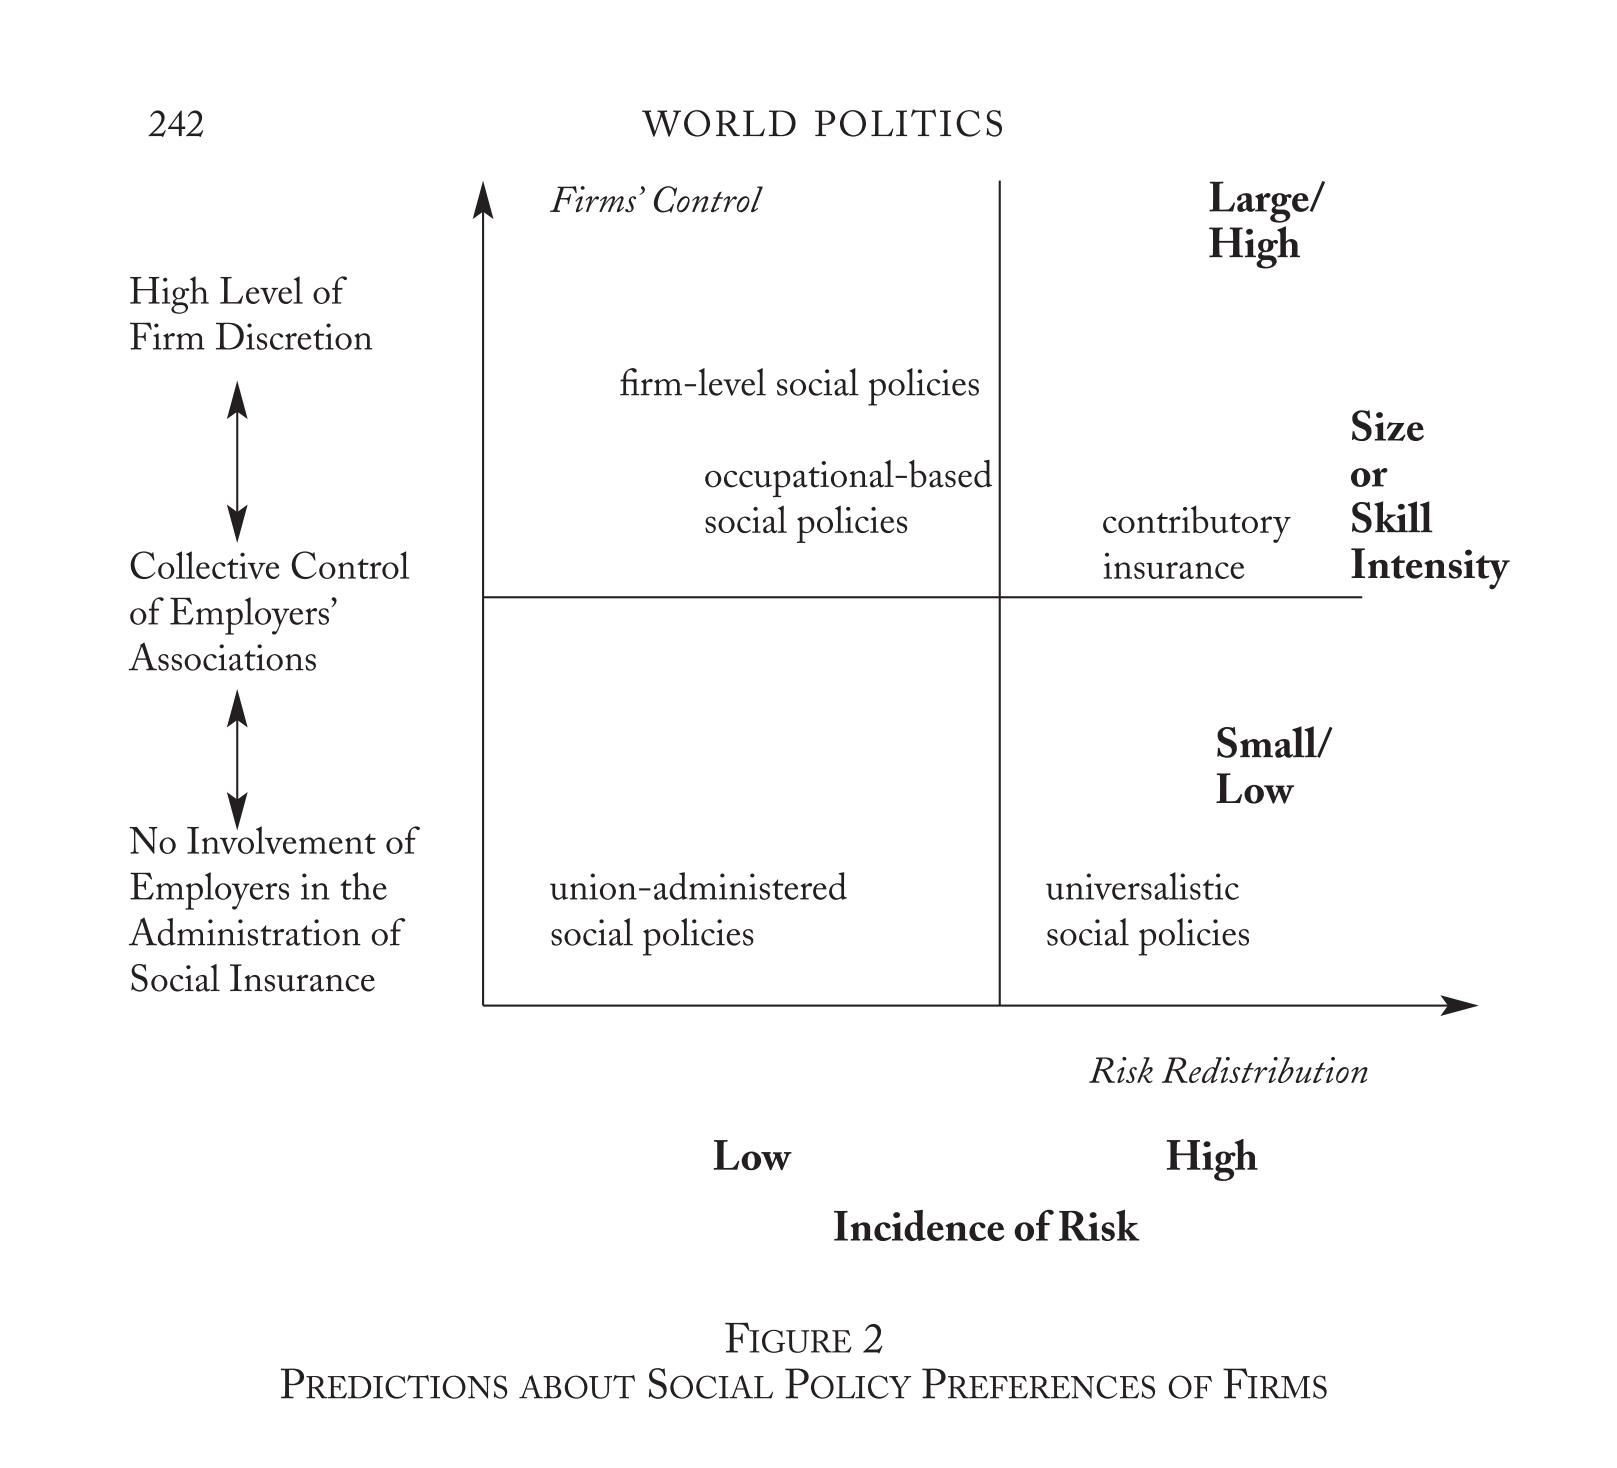 242
WORLD POLITICS
Firms’ Control
Large/
High
High Level of
Firm Discretion
firm-level social policies
Size
or
Skill
Intensity
occupational-based
social policies
contributory
insurance
Collective Control
of Employers’
Associations
Small/
Low
No Involvement of
Employers in the
Administration of
Social Insurance
union-administered
social policies
universalistic
social policies
Risk Redistribution
Low
High
Incidence of Risk
FIGURE 2
PREDICTIONS ABOUT SOCIAL POLICY PREFERENCES OF FIRMS